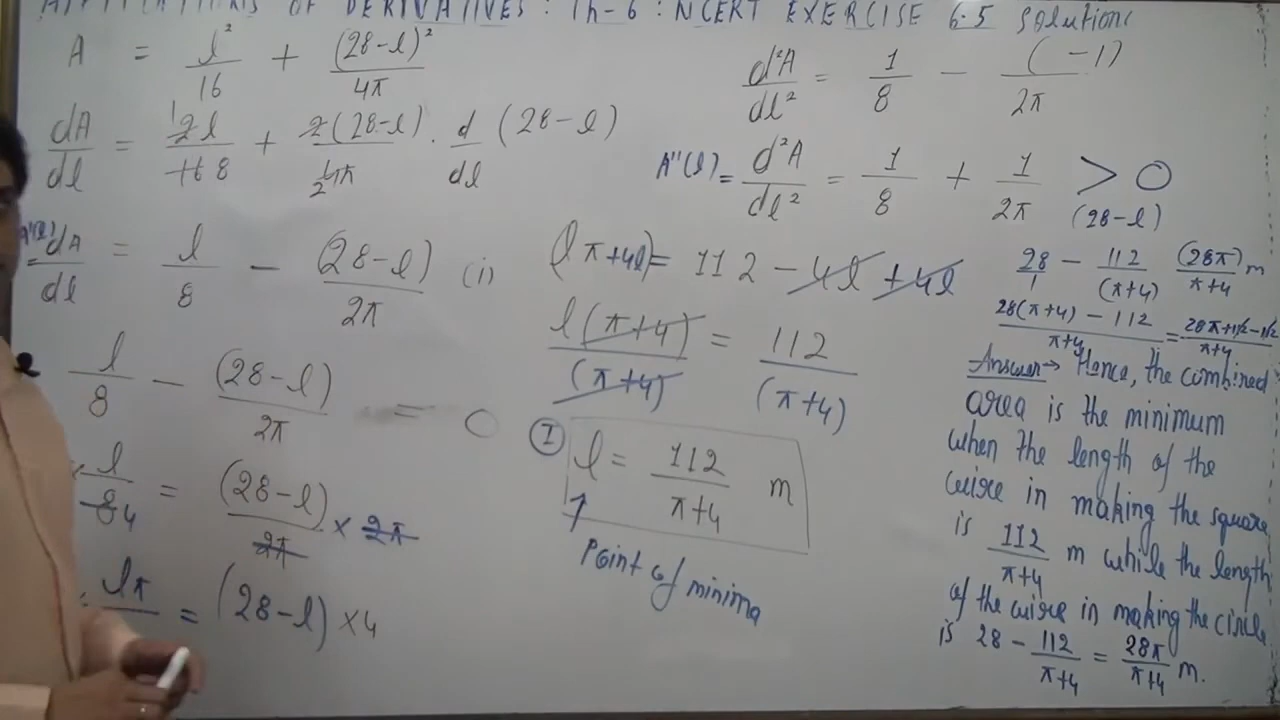 APPLICATIONS OF DERIVATIVES: Ch-6: NCERT EXERCISE 6.5 Solutions
A = l²/16 + (28-l)²/4π
dA/dl = 2l/16 8 + 2(28-l)/4π 2 . d/dl (28-l)
dA/dl = l/8 - (28-l)/2π (i)
l/8 - (28-l)/2π = 0
l/8 4 = (28-l)/2π × 2π
lπ = (28-l) × 4
d²A/dl² = 1/8 - (-1)/2π
A''(l) = d²A/dl² = 1/8 + 1/2π > 0
(lπ+4l) = 112 - 4l + 4l
l(π+4)/(π+4) = 112/(π+4)
I l = 112/π+4 m
Point of minima
(28-l)
28/1 - 112/(π+4) (28π)/π+4 m
28(π+4) - 112/π+4 = 28π+112-112/π+4
Answer → Hence, the combined
area is the minimum
when the length of the
wire in making the square
is 112/π+4 m while the length
of the wire in making the circle
is 28 - 112/π+4 = 28π/π+4 m.